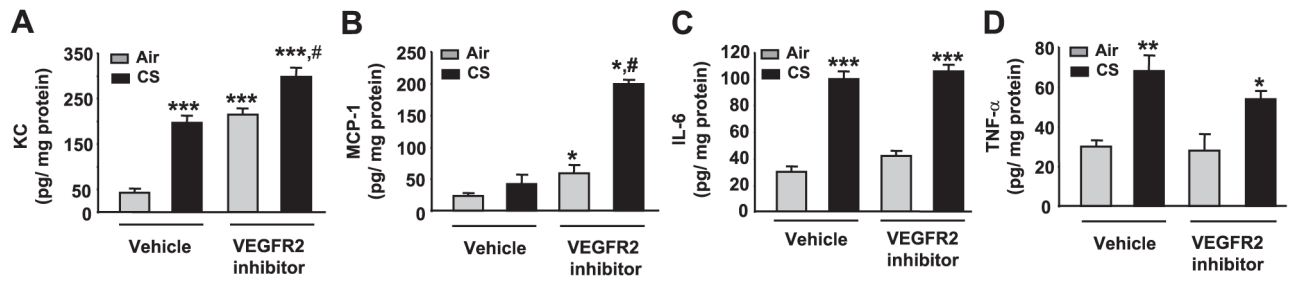 A
KC
(pg/ mg protein)
350
250
150
50
0
Air
CS
***
***
***,#
Vehicle
VEGFR2
inhibitor
B
MCP-1
(pg/ mg protein)
250
200
150
100
50
0
Air
CS
*
*,#
Vehicle
VEGFR2
inhibitor
C
IL-6
(pg/ mg protein)
120
100
80
60
40
20
0
Air
CS
***
***
Vehicle
VEGFR2
inhibitor
D
TNF-α
(pg/ mg protein)
80
60
40
20
0
Air
CS
**
*
Vehicle
VEGFR2
inhibitor